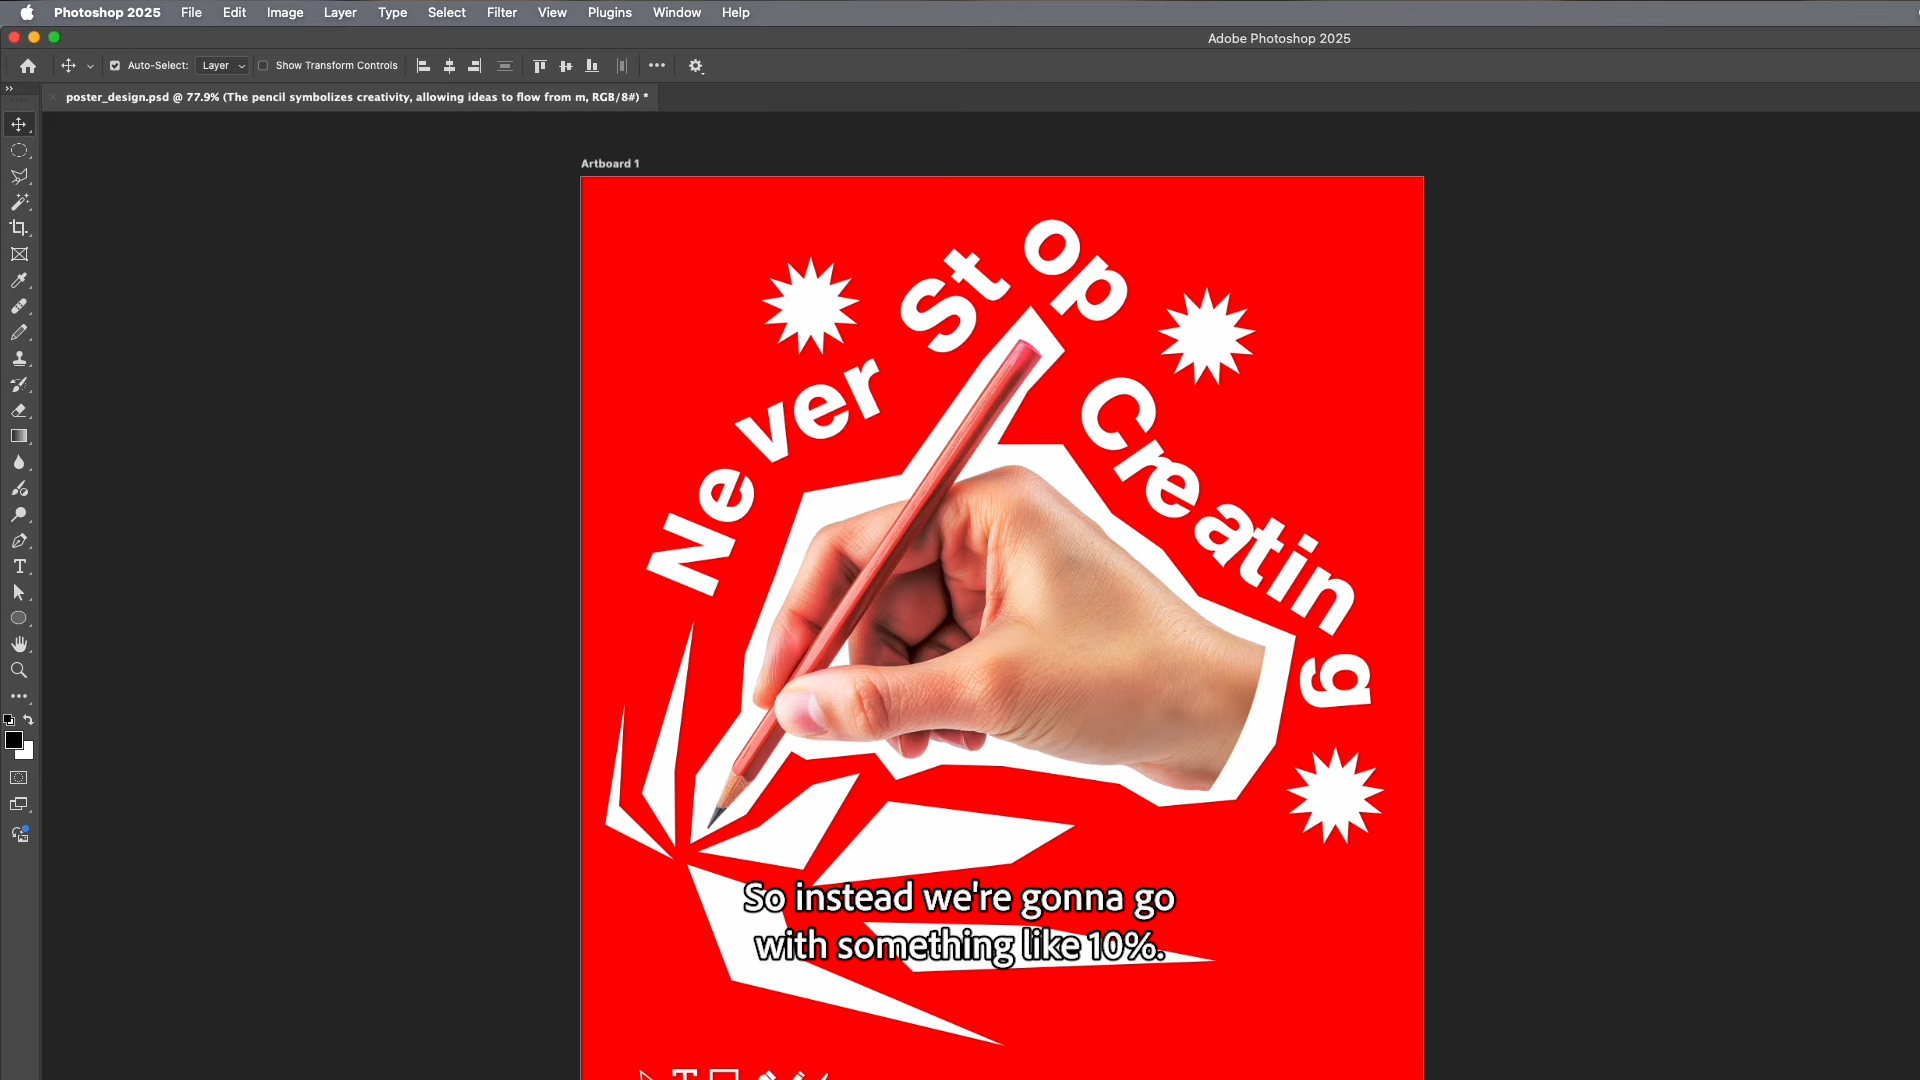 Photoshop 2025 File Edit Image Layer Type Select Filter View Plugins Window Help
Adobe Photoshop 2025
Auto-Select: Layer Show Transform Controls
poster_design.psd @ 77.9% (The pencil symbolizes creativity, allowing ideas to flow from m, RGB/8#) *
Artboard 1
Never Stop Creating
So instead we're gonna go
with something like 10%.